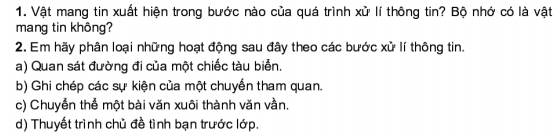 1. Vật mang tin xuất hiện trong bước nào của quá trình xử lí thông tin? Bộ nhớ có là vật
mang tin không?
2. Em hãy phân loại những hoạt động sau đây theo các bước xử lí thông tin.
a) Quan sát đường đi của một chiếc tàu biển.
b) Ghi chép các sự kiện của một chuyến tham quan.
c) Chuyển thể một bài văn xuôi thành văn vần.
d) Thuyết trình chủ đề tình bạn trước lớp.